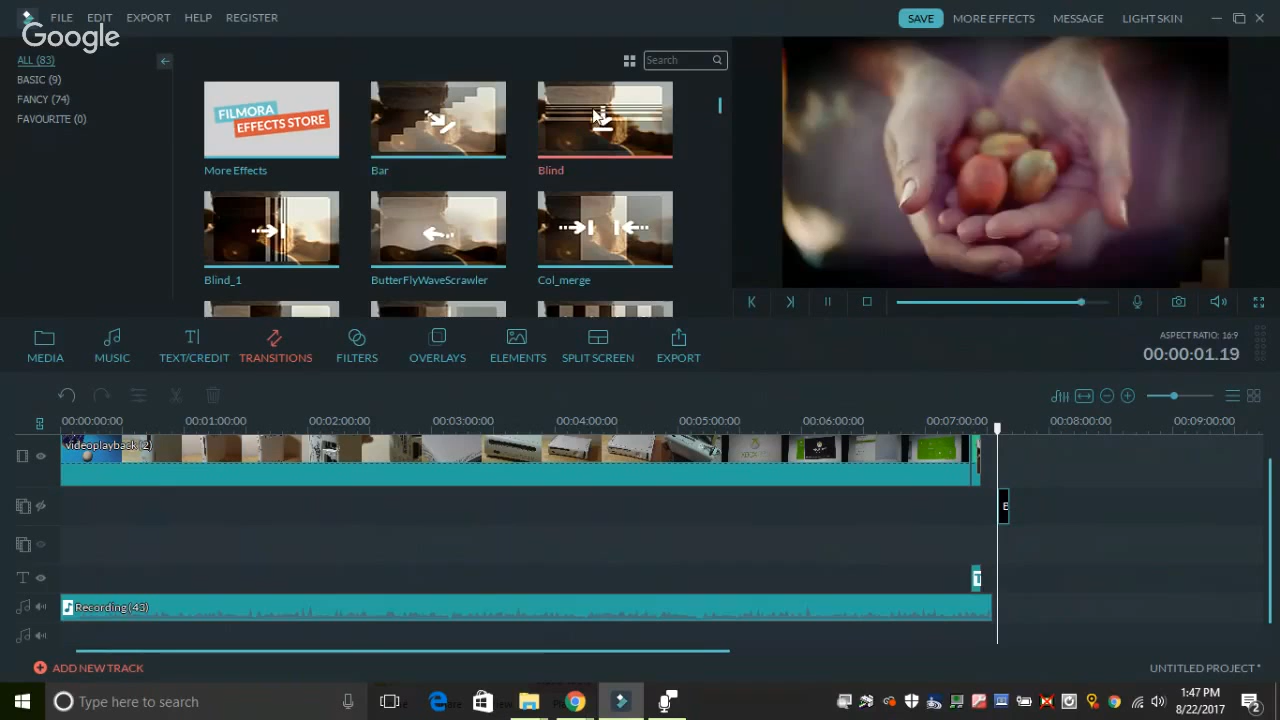 FILE EDIT EXPORT HELP REGISTER
SAVE MORE EFFECTS MESSAGE LIGHT SKIN
Google
ALL (83)
BASIC (9)
FANCY (74)
FAVOURITE (0)
Search
FILMORA
EFFECTS STORE
More Effects Bar Blind
Blind_1 ButterFlyWaveScrawler Col_merge
MEDIA MUSIC TEXT/CREDIT TRANSITIONS FILTERS OVERLAYS ELEMENTS SPLIT SCREEN EXPORT
ASPECT RATIO: 16:9
00:00:01.19
00:00:00:00 00:01:00:00 00:02:00:00 00:03:00:00 00:04:00:00 00:05:00:00 00:06:00:00 00:07:00:00 00:08:00:00 00:09:00:00
videoplayback (2)
E
T
Recording (43)
ADD NEW TRACK
UNTITLED PROJECT *
Type here to search
1:47 PM
8/22/2017
2